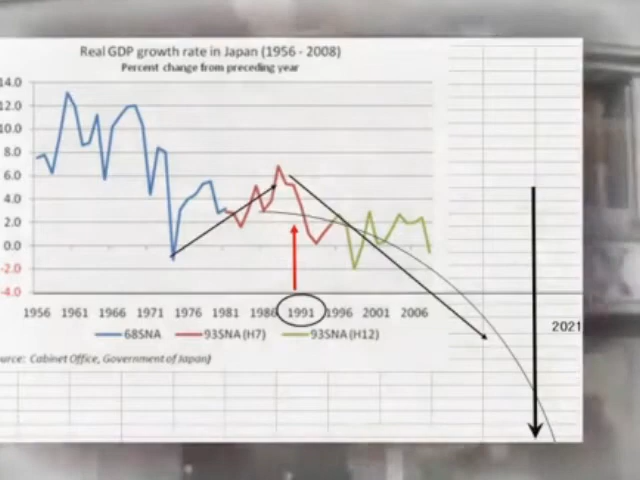 Real GDP growth rate in Japan (1956 - 2008)
Percent change from preceding year
14.0
12.0
10.0
8.0
6.0
4.0
2.0
0.0
-2.0
-4.0
1956 1961 1966 1971 1976 1981 1986 1991 1996 2001 2006
68SNA 93SNA (H7) 93SNA (H12)
2021
ource: Cabinet Office, Government of Japan)